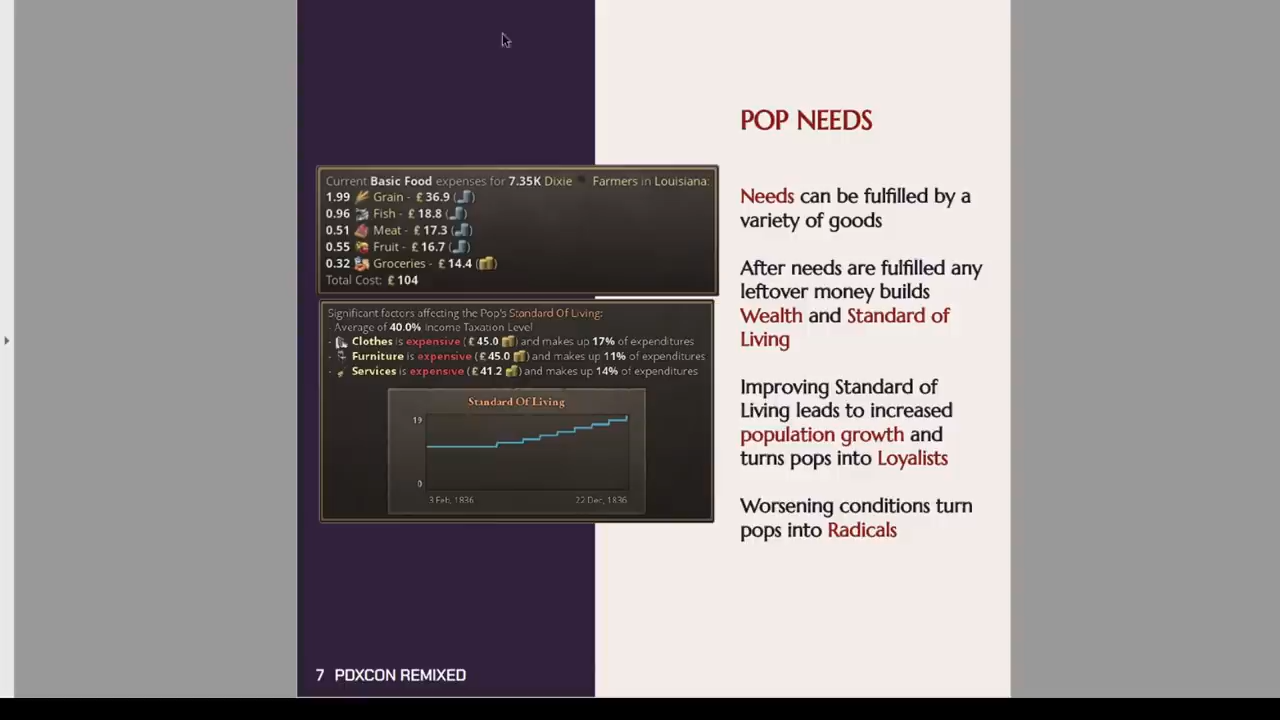 Current Basic Food expenses for 7.35K Dixie Farmers in Louisiana:
1.99 Grain - £ 36.9 ( )
0.96 Fish - £ 18.8 ( )
0.51 Meat - £ 17.3 ( )
0.55 Fruit - £ 16.7 ( )
0.32 Groceries - £ 14.4 ( )
Total Cost: £ 104
Significant factors affecting the Pop's Standard Of Living:
- Average of 40.0% Income Taxation Level
- Clothes is expensive (£ 45.0 ) and makes up 17% of expenditures
- Furniture is expensive (£ 45.0 ) and makes up 11% of expenditures
- Services is expensive (£ 41.2 ) and makes up 14% of expenditures
Standard Of Living
19
0
3 Feb, 1836
22 Dec, 1836
POP NEEDS
Needs can be fulfilled by a
variety of goods
After needs are fulfilled any
leftover money builds
Wealth and Standard of
Living
Improving Standard of
Living leads to increased
population growth and
turns pops into Loyalists
Worsening conditions turn
pops into Radicals
7 PDXCON REMIXED